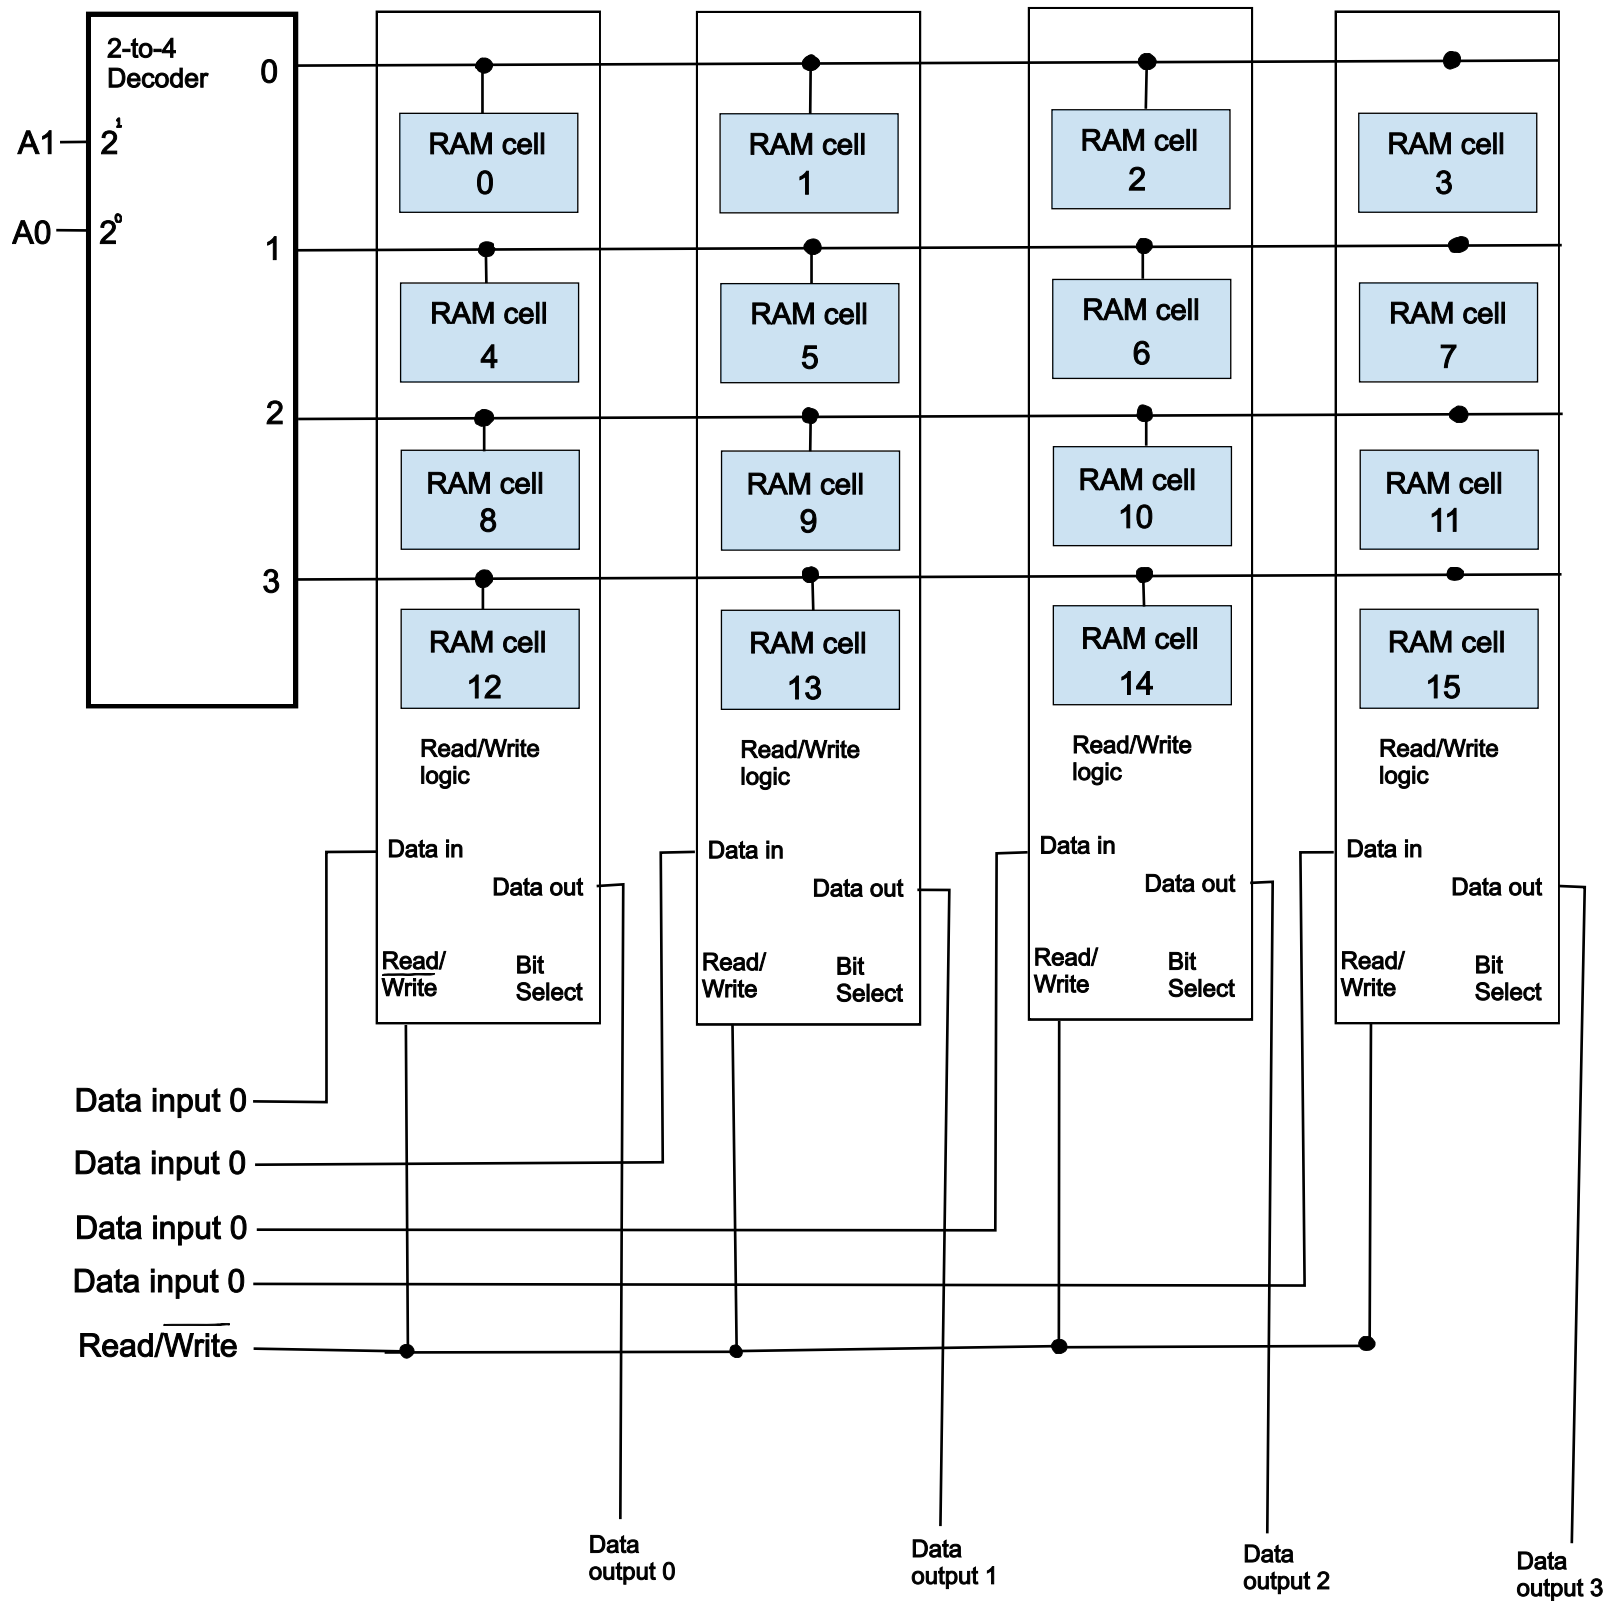 2-to-4
Decoder
0
A1
2¹
A0
2⁰
1
2
3
RAM cell
0
RAM cell
1
RAM cell
2
RAM cell
3
RAM cell
4
RAM cell
5
RAM cell
6
RAM cell
7
RAM cell
8
RAM cell
9
RAM cell
10
RAM cell
11
RAM cell
12
RAM cell
13
RAM cell
14
RAM cell
15
Read/Write
logic
Read/Write
logic
Read/Write
logic
Read/Write
logic
Data in
Data out
Data in
Data out
Data in
Data out
Data in
Data out
Read/
Write
Bit
Select
Read/
Write
Bit
Select
Read/
Write
Bit
Select
Read/
Write
Bit
Select
Data input 0
Data input 0
Data input 0
Data input 0
Read/Write
Data
output 0
Data
output 1
Data
output 2
Data
output 3